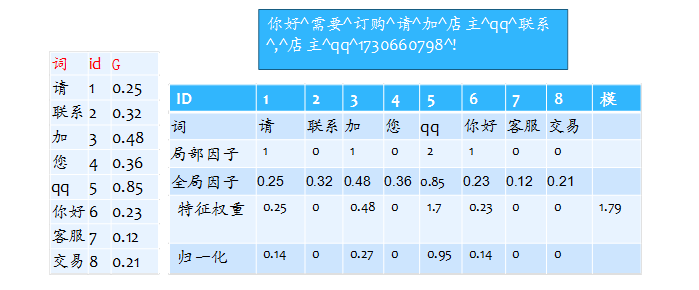 你好^需要^订购^请^加^店主^qq^联系
^,^店主^qq^1730660798^!
词 id G
请 1 0.25
联系 2 0.32
加 3 0.48
您 4 0.36
qq 5 0.85
你好 6 0.23
客服 7 0.12
交易 8 0.21
ID 1 2 3 4 5 6 7 8 模
词 请 联系 加 您 qq 你好 客服 交易
局部因子 1 0 1 0 2 1 0 0
全局因子 0.25 0.32 0.48 0.36 0.85 0.23 0.12 0.21
特征权重 0.25 0 0.48 0 1.7 0.23 0 0 1.79
归一化 0.14 0 0.27 0 0.95 0.14 0 0